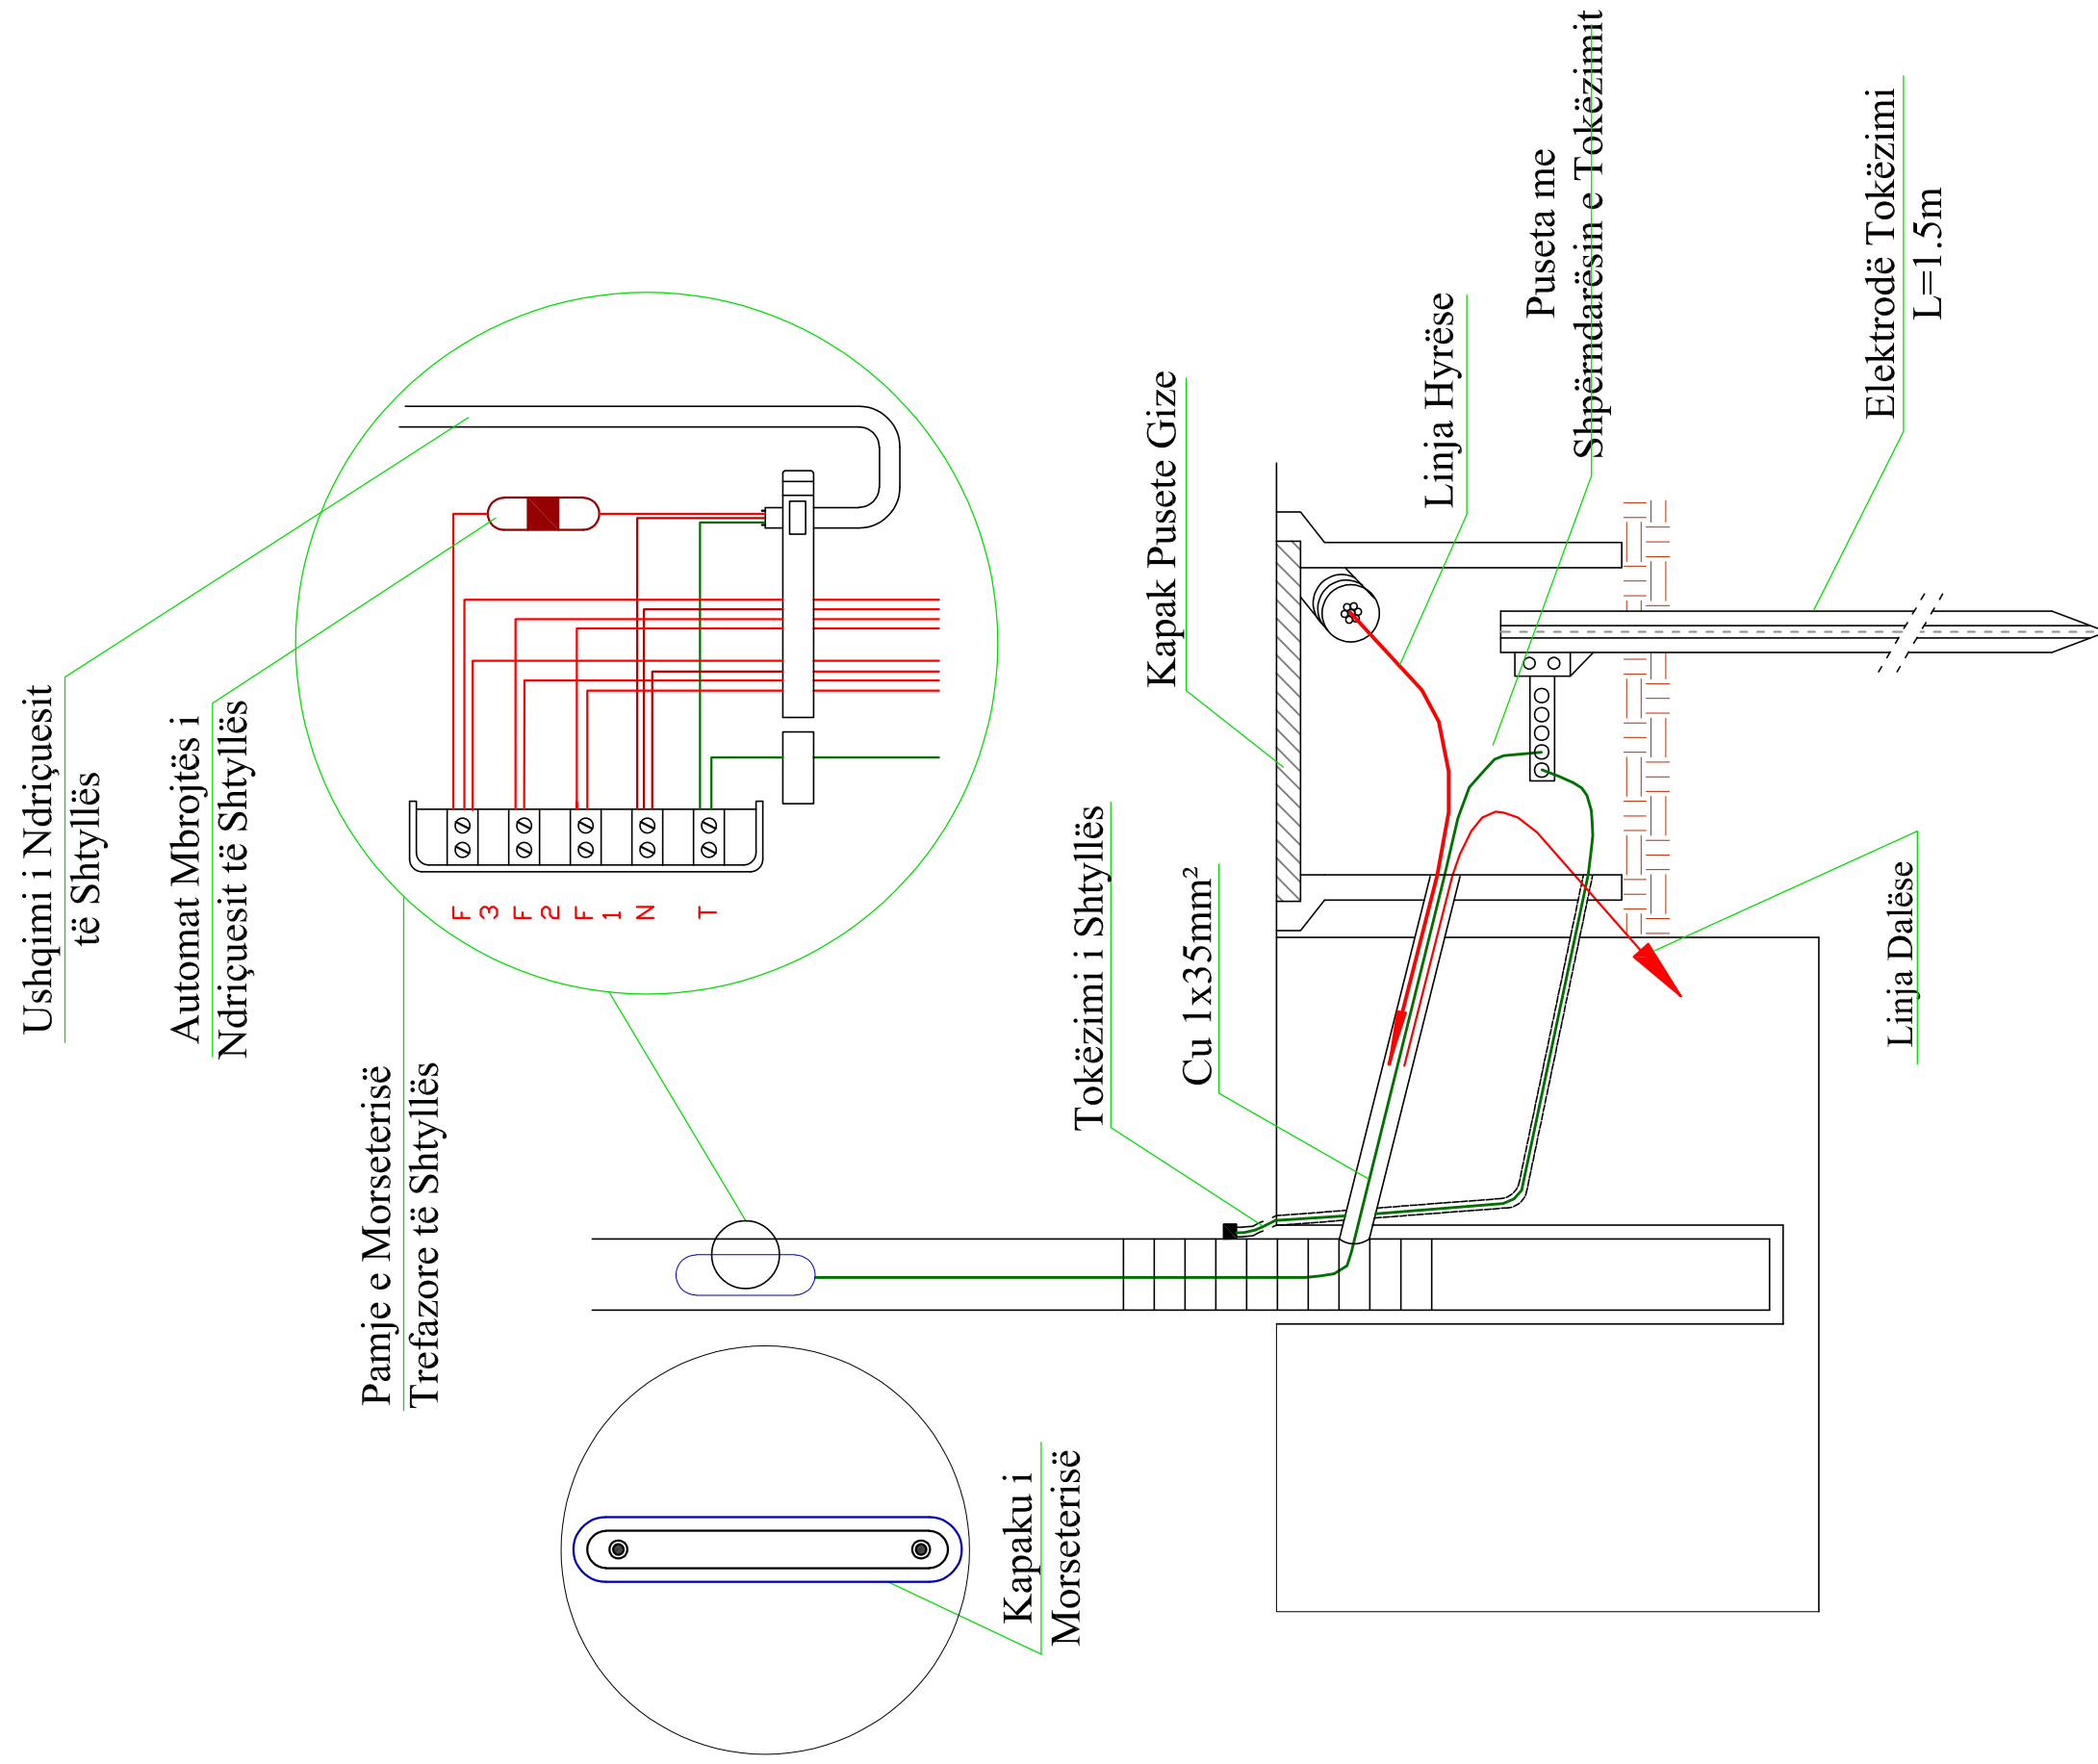 Ushqimi i Ndriçuesit
të Shtyllës
Automat Mbrojtës i
Ndriçuesit të Shtyllës
Pamje e Morseterisë
Trefazore të Shtyllës
F3
F2
F1
N
T
Kapaku i
Morseterisë
Tokëzimi i Shtyllës
Cu 1x35mm²
Kapak Pusete Gize
Linja Hyrëse
Puseta me
Shpërndarësin e Tokëzimit
Elektrodë Tokëzimi
L=1.5m
Linja Dalëse